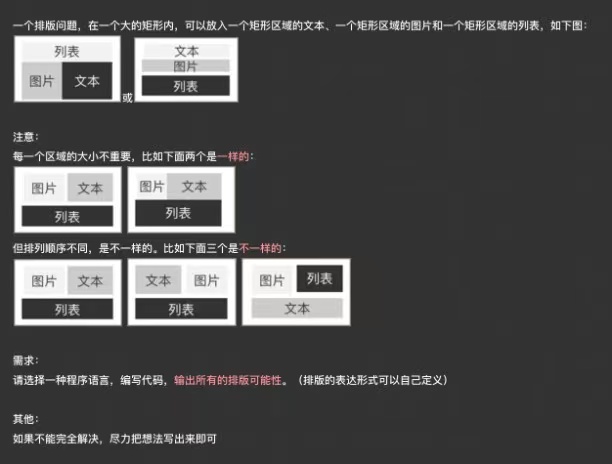 一个排版问题，在一个大的矩形内，可以放入一个矩形区域的文本、一个矩形区域的图片和一个矩形区域的列表，如下图：
列表
图片 文本
或
文本
图片
列表
注意：
每一个区域的大小不重要，比如下面两个是一样的：
图片 文本
列表
图片 文本
列表
但排列顺序不同，是不一样的。比如下面三个是不一样的：
图片 文本
列表
文本 图片
列表
图片 列表
文本
需求：
请选择一种程序语言，编写代码，输出所有的排版可能性。（排版的表达形式可以自己定义）
其他：
如果不能完全解决，尽力把想法写出来即可